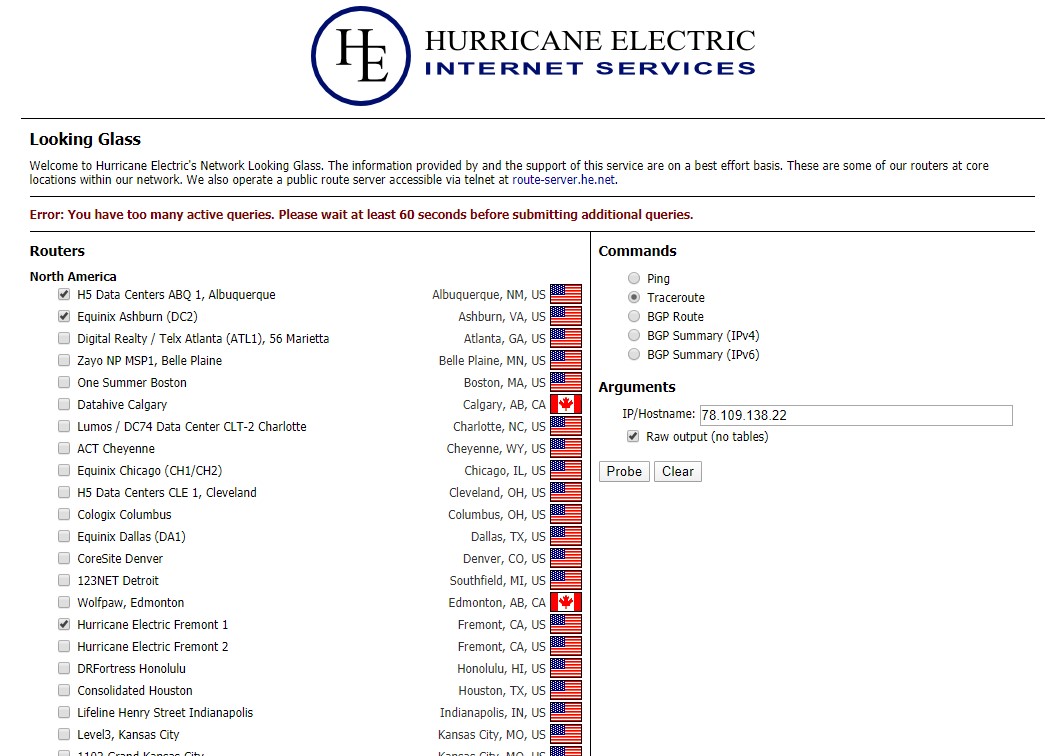 HE
HURRICANE ELECTRIC
INTERNET SERVICES
Looking Glass
Welcome to Hurricane Electric's Network Looking Glass. The information provided by and the support of this service are on a best effort basis. These are some of our routers at core
locations within our network. We also operate a public route server accessible via telnet at route-server.he.net.
Error: You have too many active queries. Please wait at least 60 seconds before submitting additional queries.
Routers
North America
H5 Data Centers ABQ 1, Albuquerque Albuquerque, NM, US
Equinix Ashburn (DC2) Ashburn, VA, US
Digital Realty / Telx Atlanta (ATL1), 56 Marietta Atlanta, GA, US
Zayo NP MSP1, Belle Plaine Belle Plaine, MN, US
One Summer Boston Boston, MA, US
Datahive Calgary Calgary, AB, CA
Lumos / DC74 Data Center CLT-2 Charlotte Charlotte, NC, US
ACT Cheyenne Cheyenne, WY, US
Equinix Chicago (CH1/CH2) Chicago, IL, US
H5 Data Centers CLE 1, Cleveland Cleveland, OH, US
Cologix Columbus Columbus, OH, US
Equinix Dallas (DA1) Dallas, TX, US
CoreSite Denver Denver, CO, US
123NET Detroit Southfield, MI, US
Wolfpaw, Edmonton Edmonton, AB, CA
Hurricane Electric Fremont 1 Fremont, CA, US
Hurricane Electric Fremont 2 Fremont, CA, US
DRFortress Honolulu Honolulu, HI, US
Consolidated Houston Houston, TX, US
Lifeline Henry Street Indianapolis Indianapolis, IN, US
Level3, Kansas City Kansas City, MO, US
1102 Grand Kansas City Kansas City, MO, US
Commands
Ping
Traceroute
BGP Route
BGP Summary (IPv4)
BGP Summary (IPv6)
Arguments
IP/Hostname: 78.109.138.22
Raw output (no tables)
Probe Clear